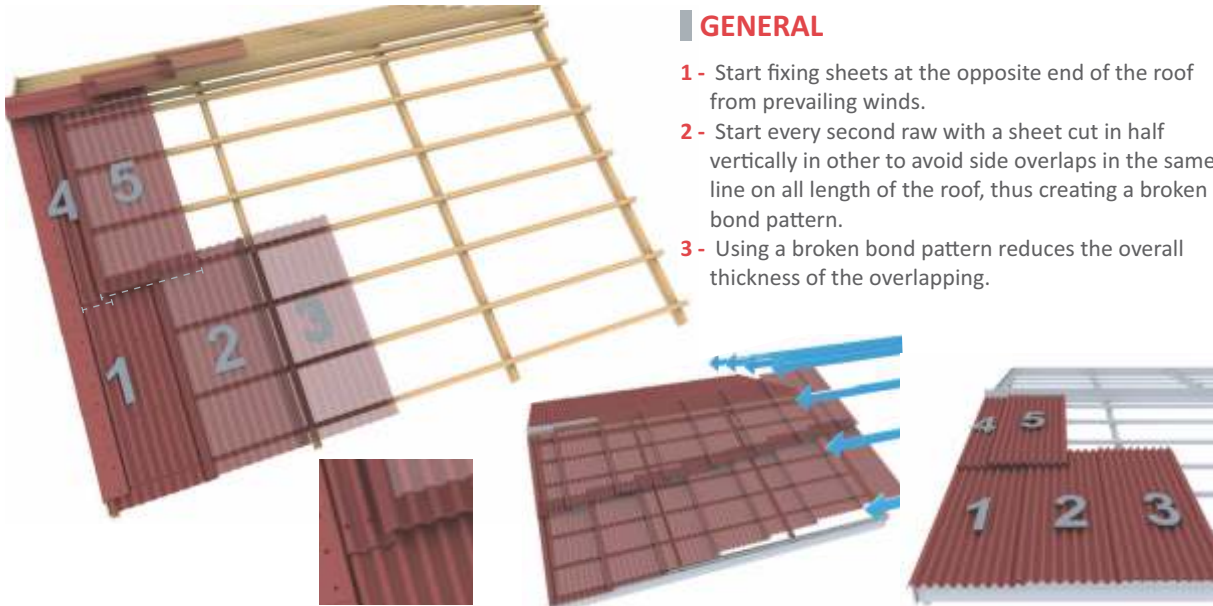 GENERAL
1 - Start fixing sheets at the opposite end of the roof
from prevailing winds.
2 - Start every second raw with a sheet cut in half
vertically in other to avoid side overlaps in the same
line on all length of the roof, thus creating a broken
bond pattern.
3 - Using a broken bond pattern reduces the overall
thickness of the overlapping.
4 5
1 2 3
4 5
1 2 3